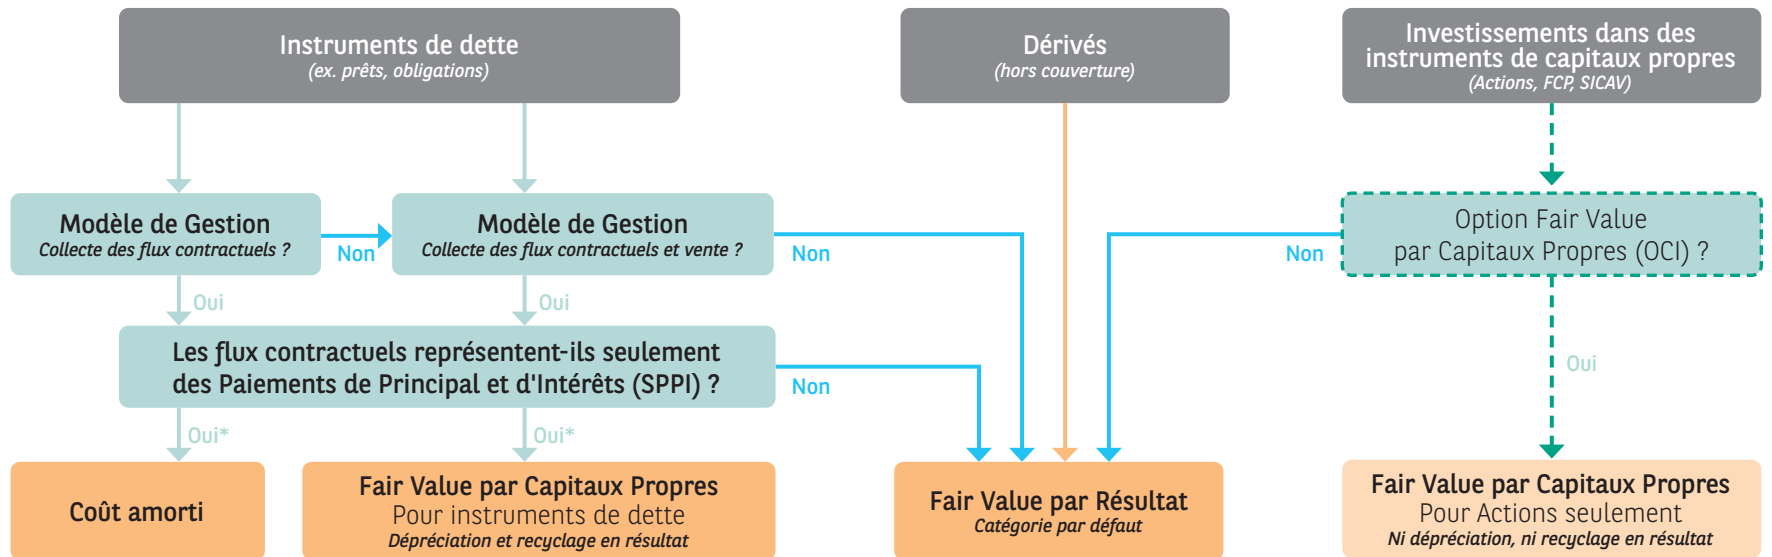 Instruments de dette
(ex. prêts, obligations)
Dérivés
(hors couverture)
Investissements dans des
instruments de capitaux propres
(Actions, FCP, SICAV)
Modèle de Gestion
Collecte des flux contractuels ?
Non
Modèle de Gestion
Collecte des flux contractuels et vente ?
Non
Non
Option Fair Value
par Capitaux Propres (OCI) ?
Oui
Oui
Les flux contractuels représentent-ils seulement
des Paiements de Principal et d'Intérêts (SPPI) ?
Non
Oui
Oui*
Oui*
Coût amorti
Fair Value par Capitaux Propres
Pour instruments de dette
Dépréciation et recyclage en résultat
Fair Value par Résultat
Catégorie par défaut
Fair Value par Capitaux Propres
Pour Actions seulement
Ni dépréciation, ni recyclage en résultat